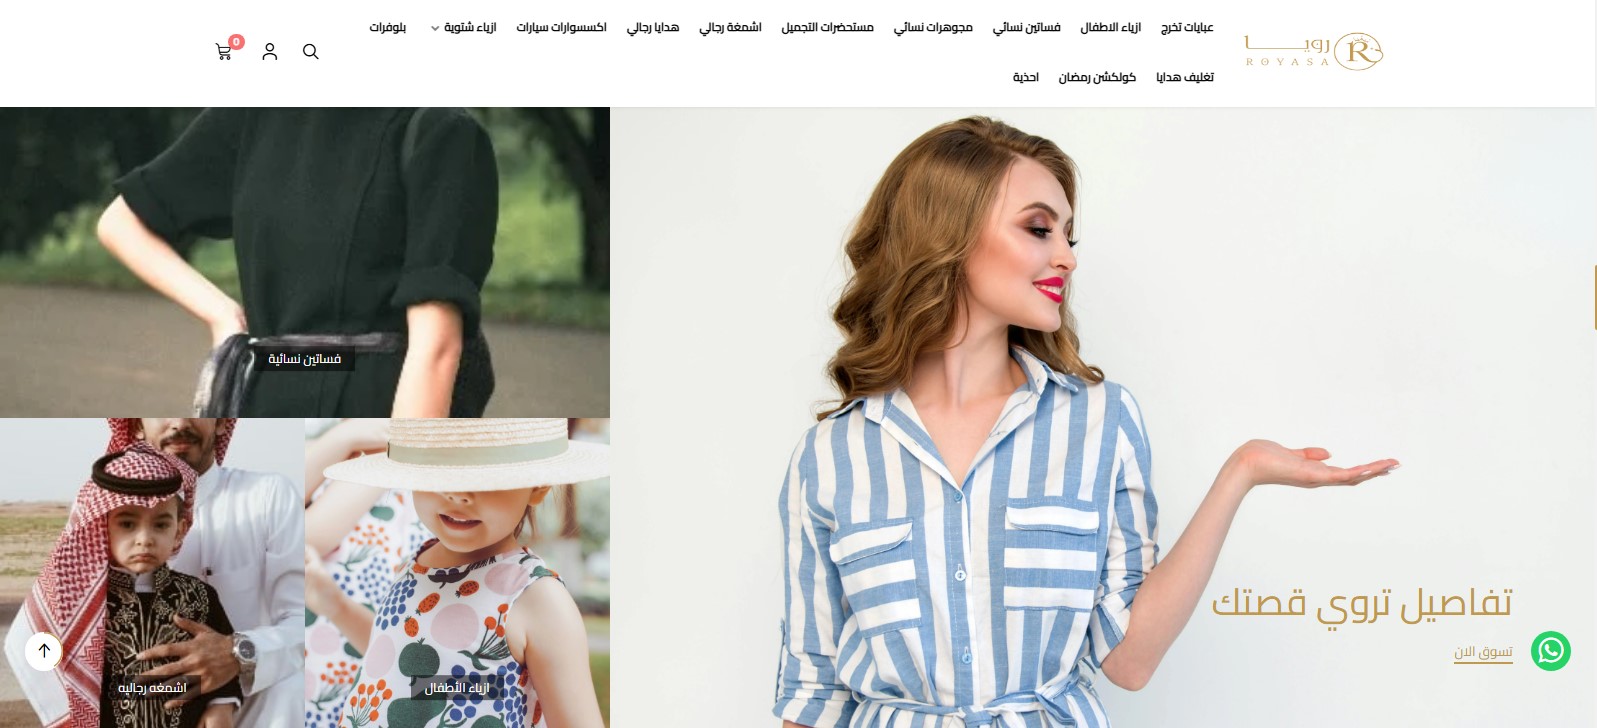 رويـــا
ROYASA
عبايات تخرج
ازياء الاطفال
فساتين نسائي
مجوهرات نسائي
مستحضرات التجميل
اشمغة رجالي
هدايا رجالي
اكسسوارات سيارات
ازياء شتوية
بلوفرات
تغليف هدايا
كولكشن رمضان
احذية
0
تفاصيل تروي قصتك
تسوق الان
فساتين نسائية
ازياء الأطفال
اشمغه رجاليه